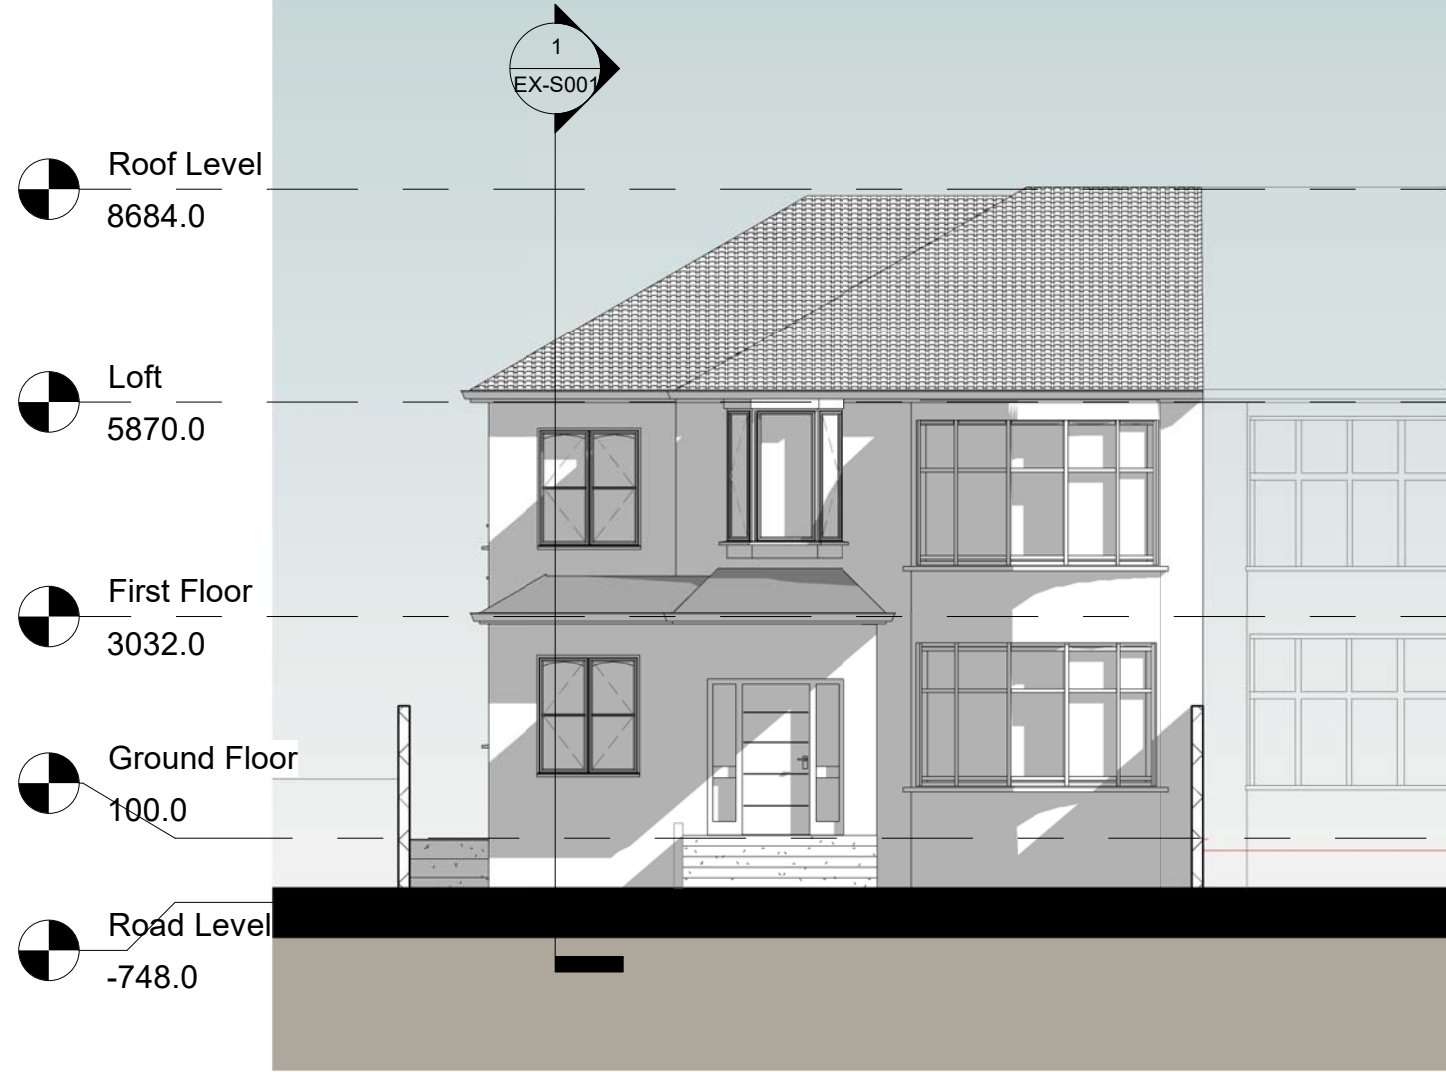 1
EX-S001
Roof Level
8684.0
Loft
5870.0
First Floor
3032.0
Ground Floor
100.0
Road Level
-748.0